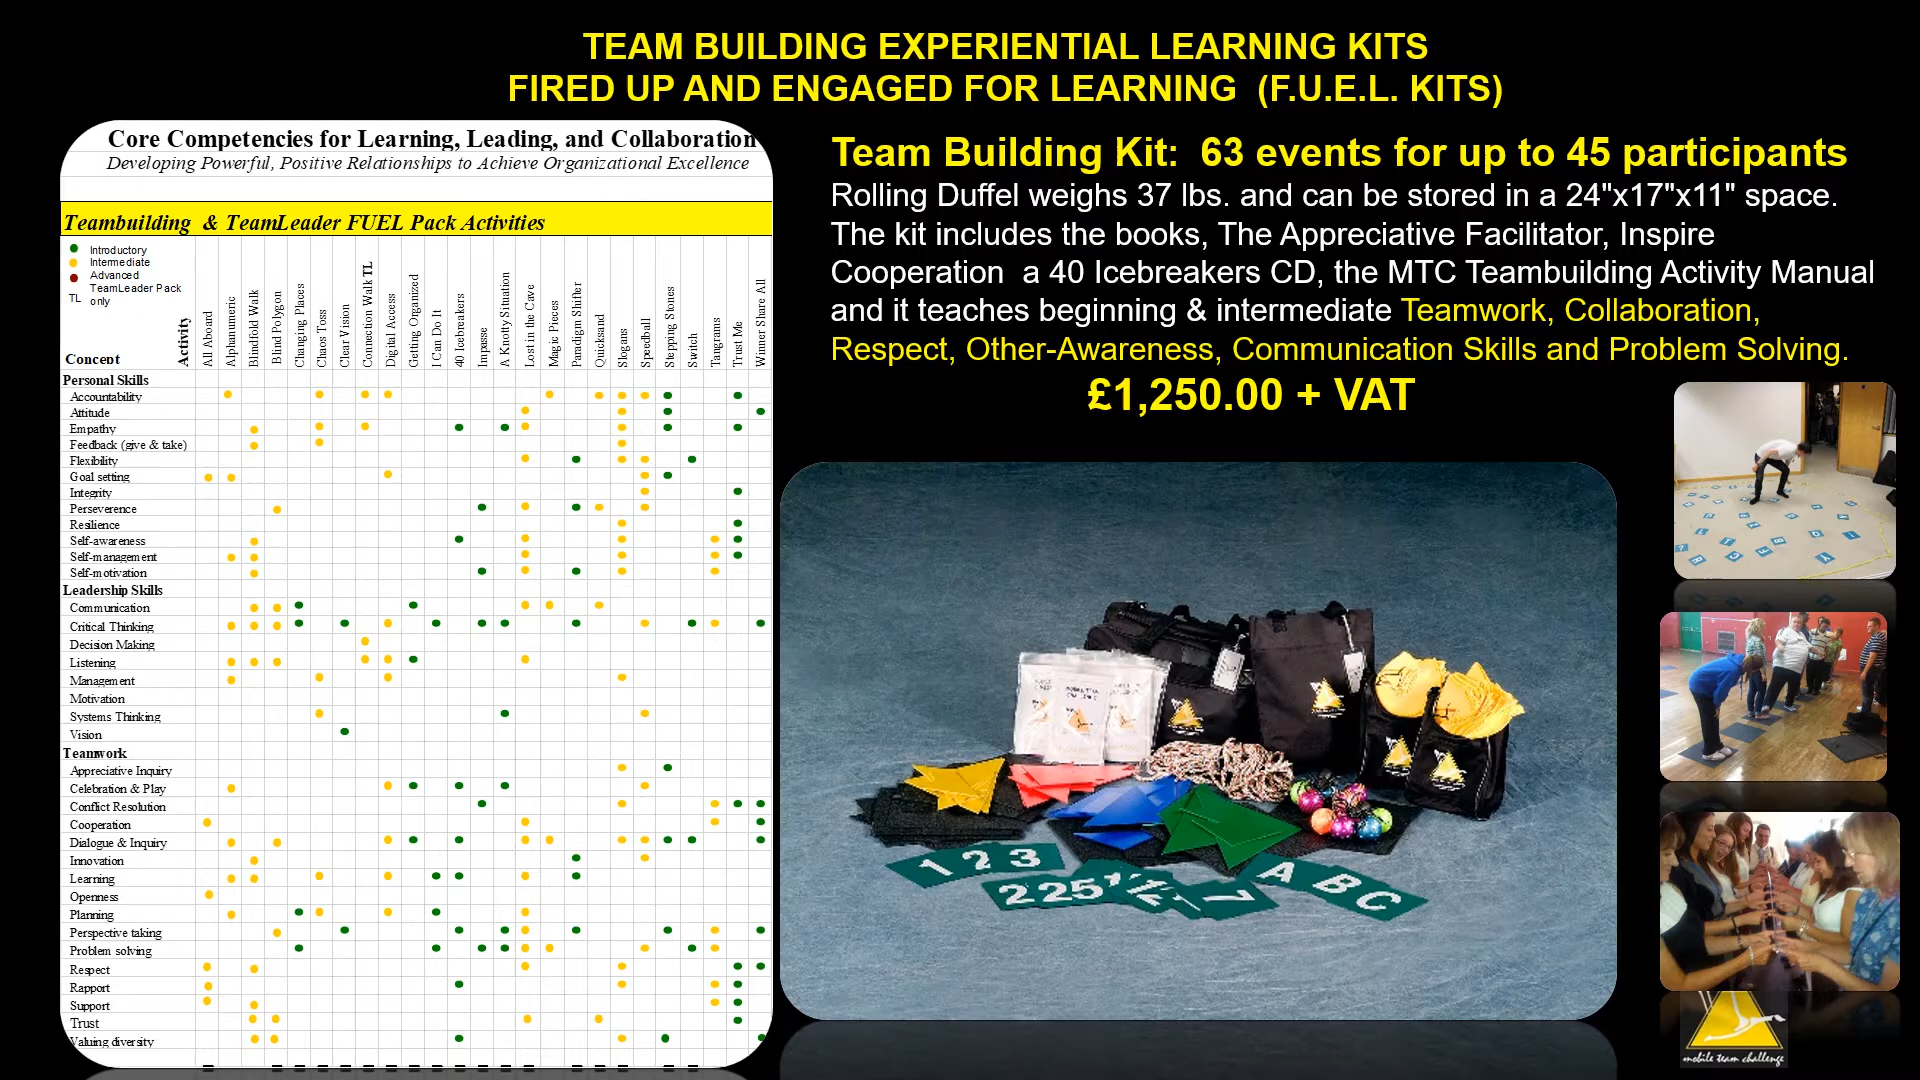 TEAM BUILDING EXPERIENTIAL LEARNING KITS
FIRED UP AND ENGAGED FOR LEARNING (F.U.E.L. KITS)
Core Competencies for Learning, Leading, and Collaboration
Developing Powerful, Positive Relationships to Achieve Organizational Excellence
Teambuilding & TeamLeader FUEL Pack Activities
Introductory
Intermediate
Advanced
TL TeamLeader Pack only
Concept
Activity
All Aboard
Alphanumeric
Blindfold Walk
Blind Polygon
Changing Places
Chaos Toss
Clear Vision
Connection Walk TL
Digital Access
Getting Organized
I Can Do It
40 Icebreakers
Impasse
A Knotty Situation
Lost in the Cave
Magic Pieces
Paradigm Shifter
Quicksand
Slogans
Speedball
Stepping Stones
Switch
Tangrams
Trust Me
Winner Share All
Personal Skills
Accountability
Attitude
Empathy
Feedback (give & take)
Flexibility
Goal setting
Integrity
Perseverence
Resilience
Self-awareness
Self-management
Self-motivation
Leadership Skills
Communication
Critical Thinking
Decision Making
Listening
Management
Motivation
Systems Thinking
Vision
Teamwork
Appreciative Inquiry
Celebration & Play
Conflict Resolution
Cooperation
Dialogue & Inquiry
Innovation
Learning
Openness
Planning
Perspective taking
Problem solving
Respect
Rapport
Support
Trust
Valuing diversity
Team Building Kit: 63 events for up to 45 participants
Rolling Duffel weighs 37 lbs. and can be stored in a 24"x17"x11" space.
The kit includes the books, The Appreciative Facilitator, Inspire
Cooperation a 40 Icebreakers CD, the MTC Teambuilding Activity Manual
and it teaches beginning & intermediate Teamwork, Collaboration,
Respect, Other-Awareness, Communication Skills and Problem Solving.
£1,250.00 + VAT
1 2 3
225
7
A B C
mobile team challenge